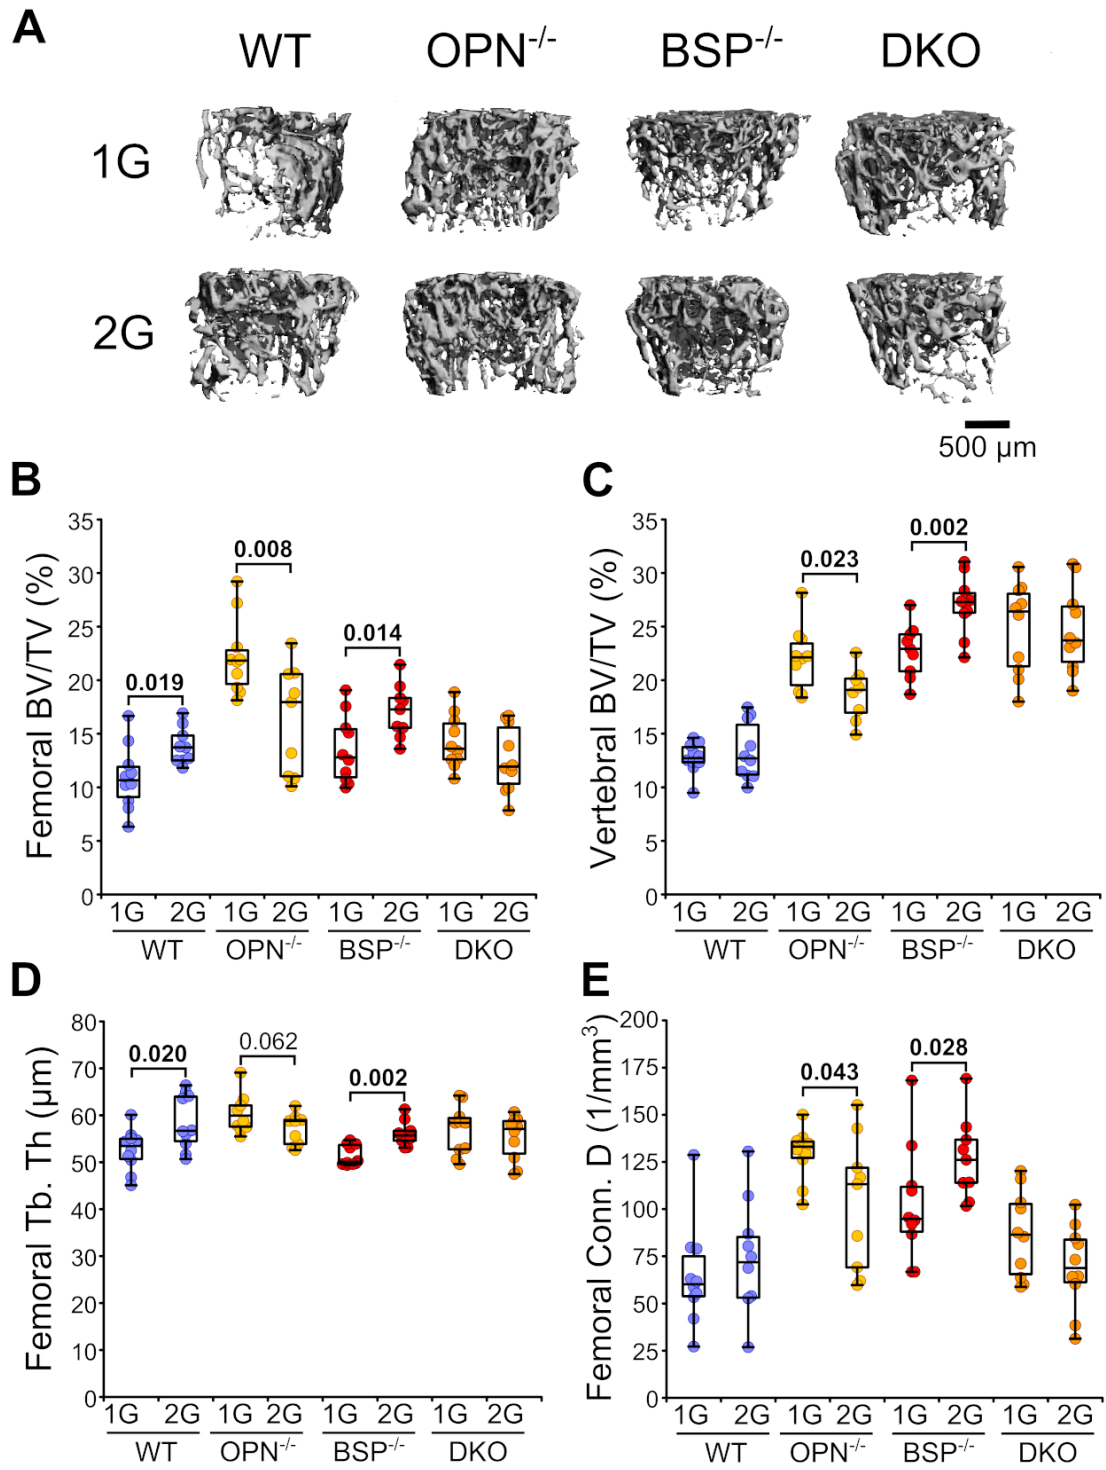 A
WT OPN-/- BSP-/- DKO
1G
2G
500 µm
B
Femoral BV/TV (%)
35
30
25
20
15
10
5
0
0.019
0.008
0.014
1G 2G 1G 2G 1G 2G 1G 2G
WT OPN-/- BSP-/- DKO
C
Vertebral BV/TV (%)
35
30
25
20
15
10
5
0
0.023
0.002
1G 2G 1G 2G 1G 2G 1G 2G
WT OPN-/- BSP-/- DKO
D
Femoral Tb. Th (µm)
80
70
60
50
40
30
20
10
0
0.020
0.062
0.002
1G 2G 1G 2G 1G 2G 1G 2G
WT OPN-/- BSP-/- DKO
E
Femoral Conn. D (1/mm³)
200
175
150
125
100
75
50
25
0
0.043
0.028
1G 2G 1G 2G 1G 2G 1G 2G
WT OPN-/- BSP-/- DKO